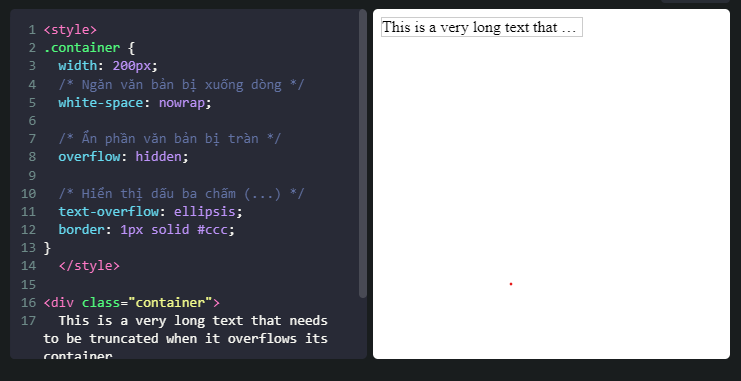 1 <style>
2 .container {
3 width: 200px;
4 /* Ngăn văn bản bị xuống dòng */
5 white-space: nowrap;
6
7 /* Ẩn phần văn bản bị tràn */
8 overflow: hidden;
9
10 /* Hiển thị dấu ba chấm (...) */
11 text-overflow: ellipsis;
12 border: 1px solid #ccc;
13 }
14 </style>
15
16 <div class="container">
17 This is a very long text that needs
to be truncated when it overflows its
container
This is a very long text that …